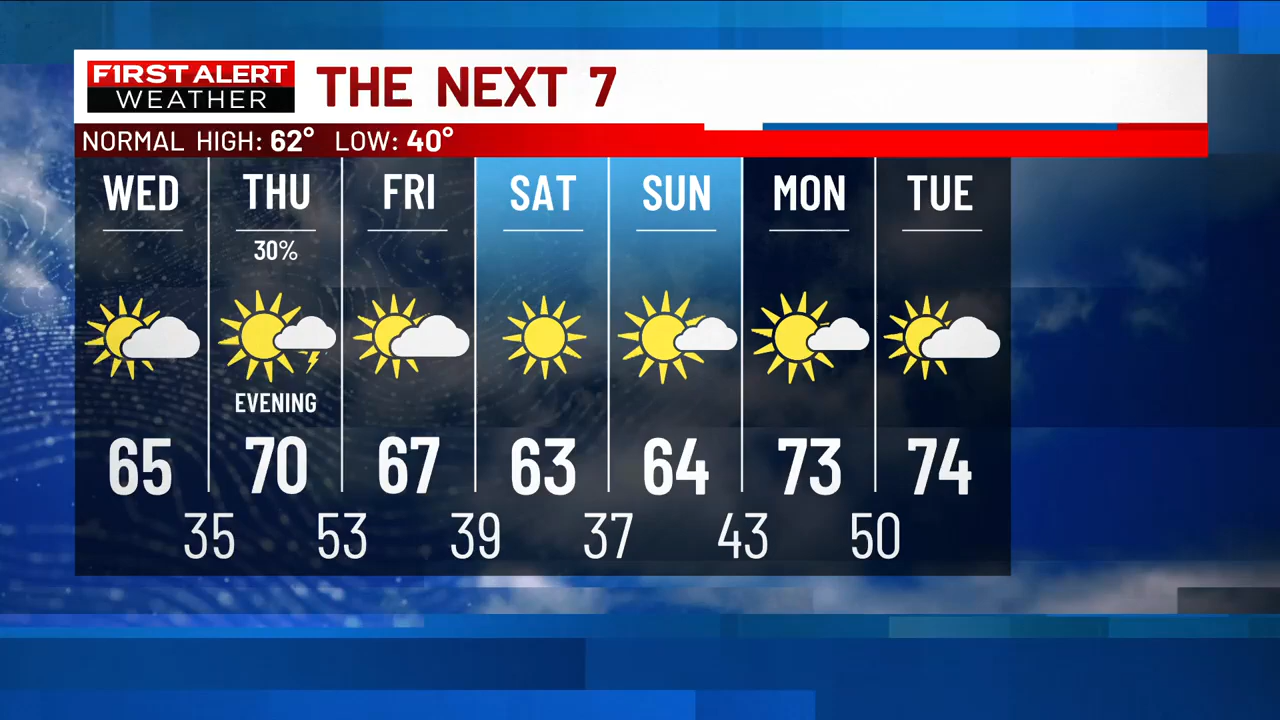 F1RST ALERT
WEATHER
THE NEXT 7
NORMAL HIGH: 62° LOW: 40°
WED THU FRI SAT SUN MON TUE
30%
EVENING
65 70 67 63 64 73 74
35 53 39 37 43 50